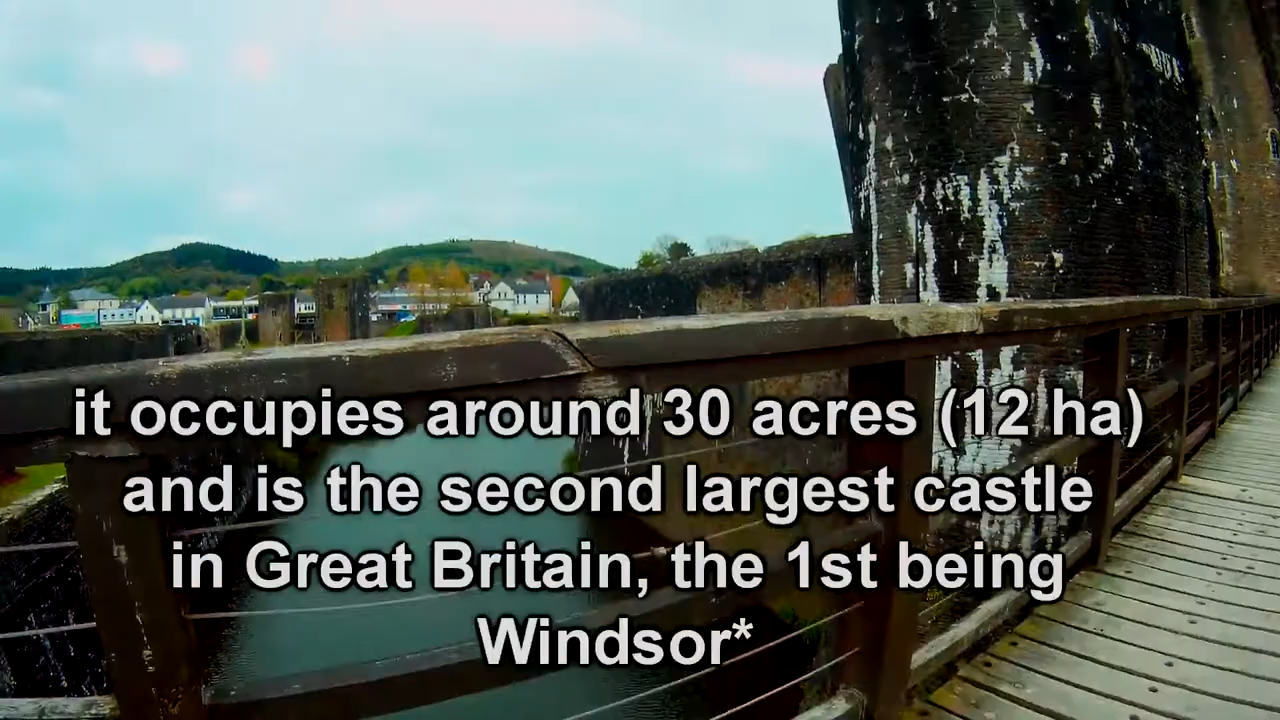 it occupies around 30 acres (12 ha)
and is the second largest castle
in Great Britain, the 1st being
Windsor*